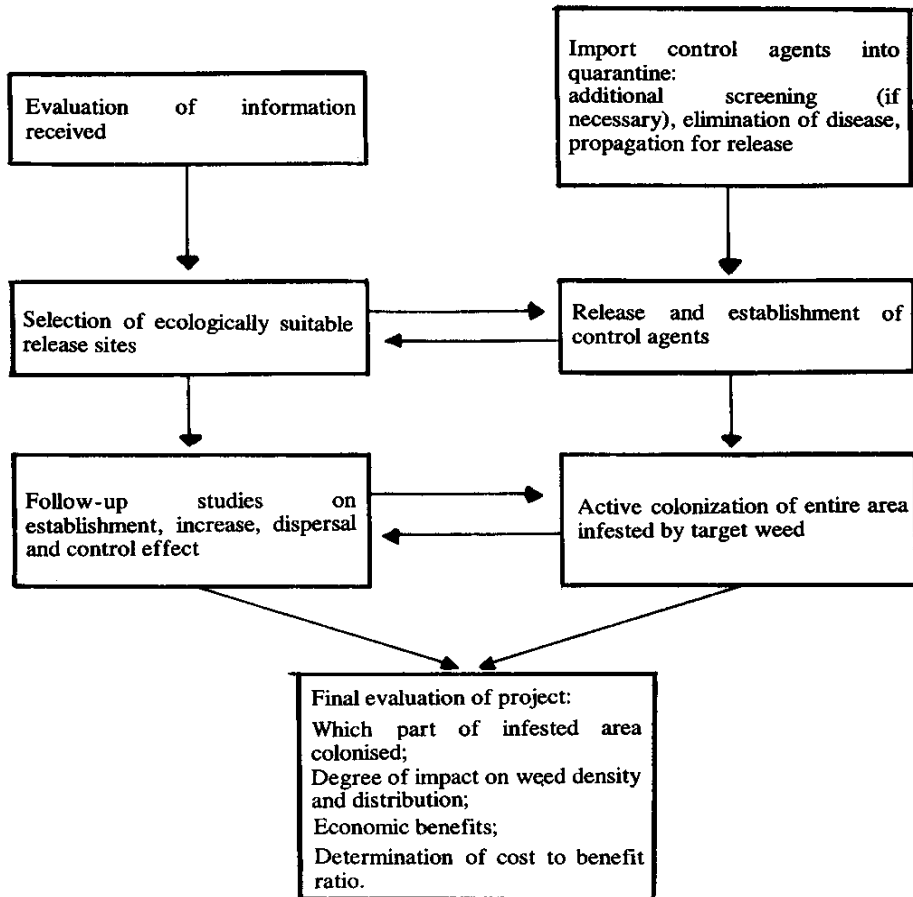 Evaluation of information
received
Import control agents into
quarantine:
additional screening (if
necessary), elimination of disease,
propagation for release
Selection of ecologically suitable
release sites
Release and establishment of
control agents
Follow-up studies on
establishment, increase, dispersal
and control effect
Active colonization of entire area
infested by target weed
Final evaluation of project:
Which part of infested area
colonised;
Degree of impact on weed density
and distribution;
Economic benefits;
Determination of cost to benefit
ratio.